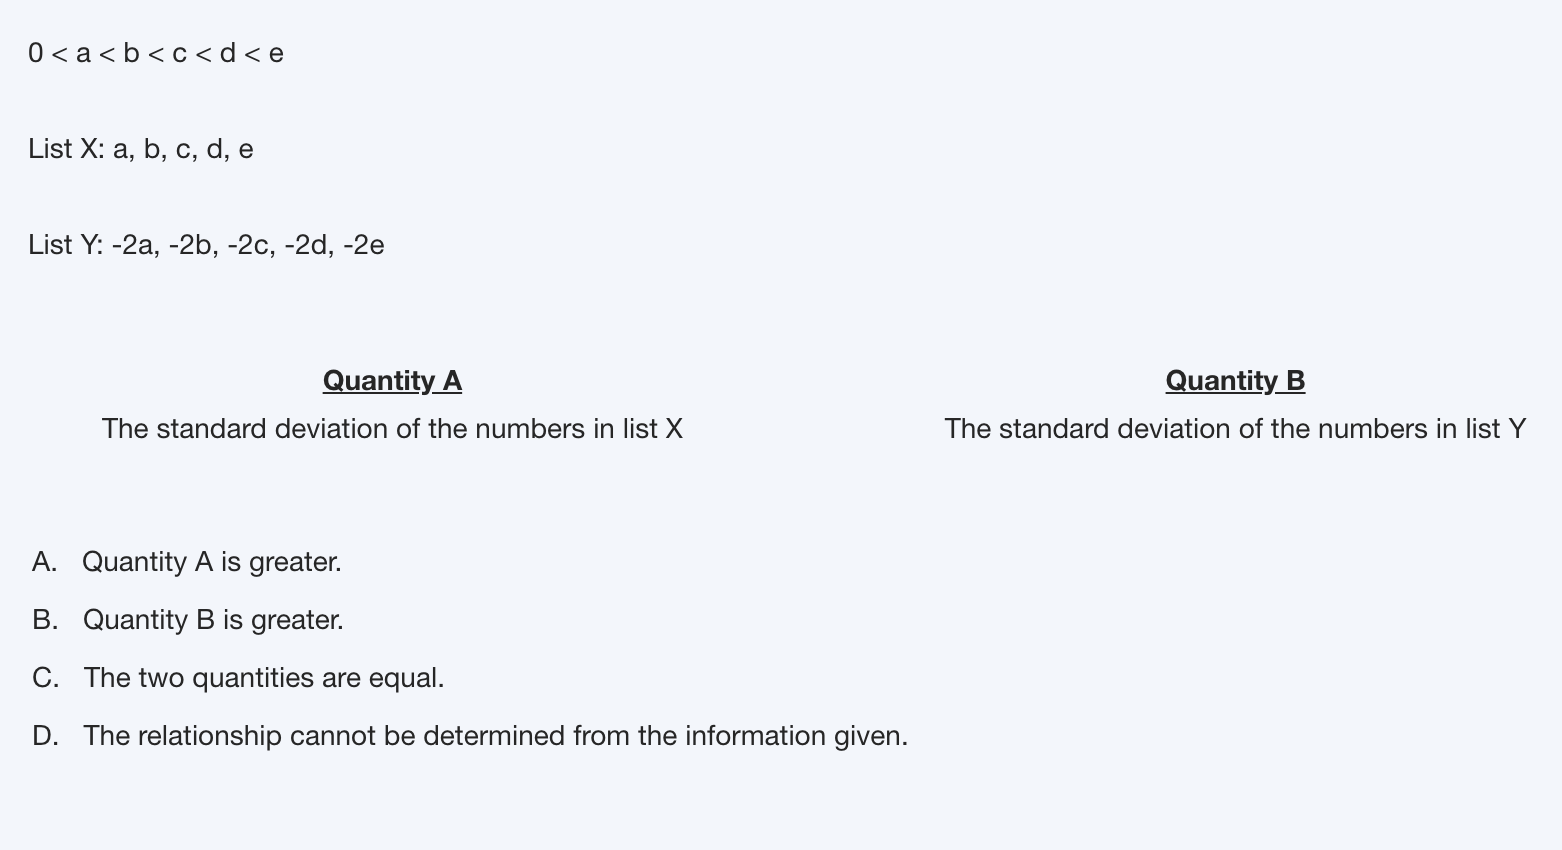 0 < a < b < c < d < e
List X: a, b, c, d, e
List Y: -2a, -2b, -2c, -2d, -2e
Quantity A
The standard deviation of the numbers in list X
Quantity B
The standard deviation of the numbers in list Y
A. Quantity A is greater.
B. Quantity B is greater.
C. The two quantities are equal.
D. The relationship cannot be determined from the information given.